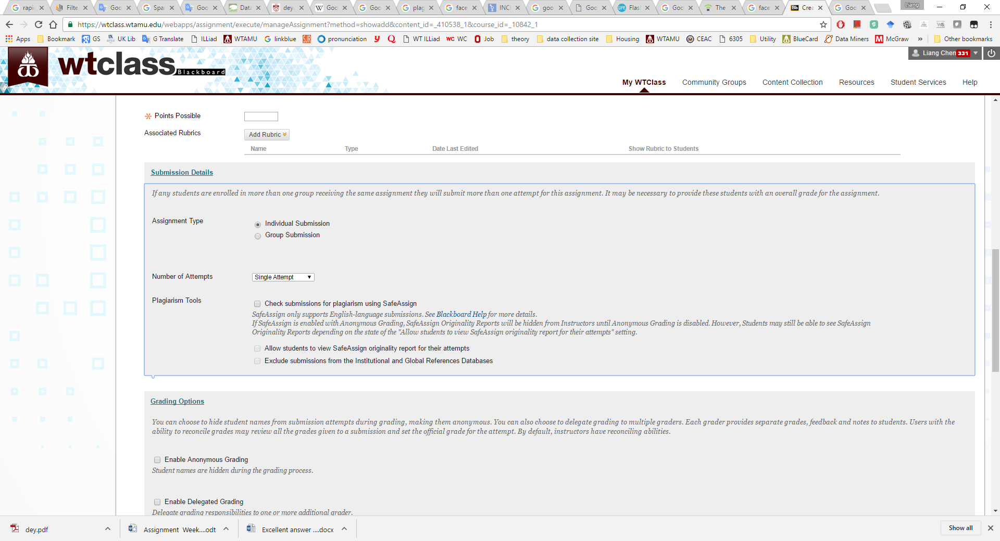 rapi Filte Goo Spa Goo Data dey. Goo Goo plag face INC goo Goo Flas Goo The face Crea Goo Liang
https://wtclass.wtamu.edu/webapps/assignment/execute/manageAssignment?method=showadd&content_id=_410538_1&course_id=_10842_1
Apps Bookmark GS UK Lib G Translate ILLiad WTAMU linkblue SJR pronunciation WT ILLiad WC WC Job theory data collection site Housing WTAMU CEAC 6305 Utility BlueCard Data Miners McGraw » Other bookmarks
Liang Chen 331
wtclass
Blackboard
My WTClass Community Groups Content Collection Resources Student Services Help
Points Possible
Associated Rubrics Add Rubric
Name Type Date Last Edited Show Rubric to Students
Submission Details
If any students are enrolled in more than one group receiving the same assignment they will submit more than one attempt for this assignment. It may be necessary to provide these students with an overall grade for the assignment.
Assignment Type Individual Submission
Group Submission
Number of Attempts Single Attempt
Plagiarism Tools Check submissions for plagiarism using SafeAssign
SafeAssign only supports English-language submissions. See Blackboard Help for more details.
If SafeAssign is enabled with Anonymous Grading, SafeAssign Originality Reports will be hidden from Instructors until Anonymous Grading is disabled. However, Students may still be able to see SafeAssign
Originality Reports depending on the state of the "Allow students to view SafeAssign originality report for their attempts" setting.
Allow students to view SafeAssign originality report for their attempts
Exclude submissions from the Institutional and Global References Databases
Grading Options
You can choose to hide student names from submission attempts during grading, making them anonymous. You can also choose to delegate grading to multiple graders. Each grader provides separate grades, feedback and notes to students. Users with the
ability to reconcile grades may review all the grades given to a submission and set the official grade for the attempt. By default, instructors have reconciling abilities.
Enable Anonymous Grading
Student names are hidden during the grading process.
Enable Delegated Grading
Delegate grading responsibilities to one or more additional grader.
dey.pdf Assignment Week....odt Excellent answer ....docx Show all